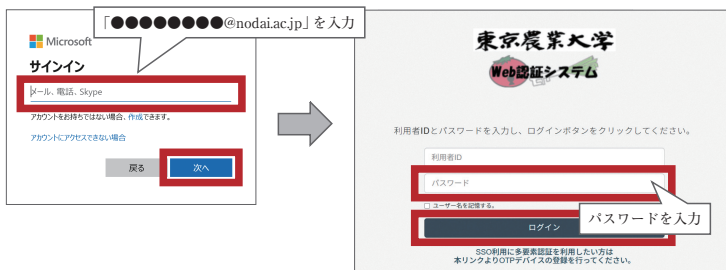 「●●●●●●●●@nodai.ac.jp」を入力
Microsoft
サインイン
メール、電話、Skype
アカウントをお持ちではない場合、作成できます。
アカウントにアクセスできない場合
戻る
次へ
東京農業大学
Web認証システム
利用者IDとパスワードを入力し、ログインボタンをクリックしてください。
利用者ID
パスワード
ユーザー名を記憶する。
パスワードを入力
ログイン
SSO利用に多要素認証を利用したい方は
本リンクよりOTPデバイスの登録を行ってください。